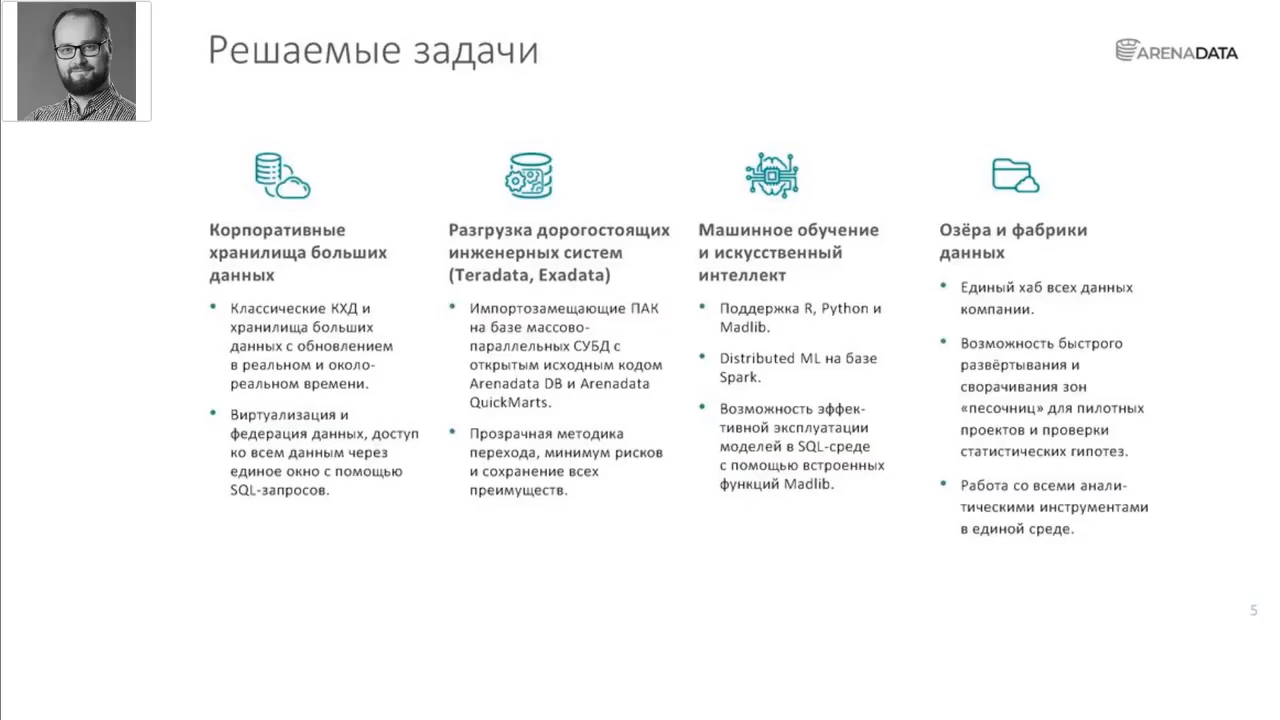 Решаемые задачи
ARENADATA
Корпоративные
хранилища больших
данных
• Классические КХД и
хранилища больших
данных с обновлением
в реальном и около-
реальном времени.
• Виртуализация и
федерация данных, доступ
ко всем данным через
единое окно с помощью
SQL-запросов.
Разгрузка дорогостоящих
инженерных систем
(Teradata, Exadata)
• Импортозамещающие ПАК
на базе массово-
параллельных СУБД с
открытым исходным кодом
Arenadata DB и Arenadata
QuickMarts.
• Прозрачная методика
перехода, минимум рисков
и сохранение всех
преимуществ.
Машинное обучение
и искусственный
интеллект
• Поддержка R, Python и
Madlib.
• Distributed ML на базе
Spark.
• Возможность эффек-
тивной эксплуатации
моделей в SQL-среде
с помощью встроенных
функций Madlib.
Озёра и фабрики
данных
• Единый хаб всех данных
компании.
• Возможность быстрого
развёртывания и
сворачивания зон
«песочниц» для пилотных
проектов и проверки
статистических гипотез.
• Работа со всеми анали-
тическими инструментами
в единой среде.
5